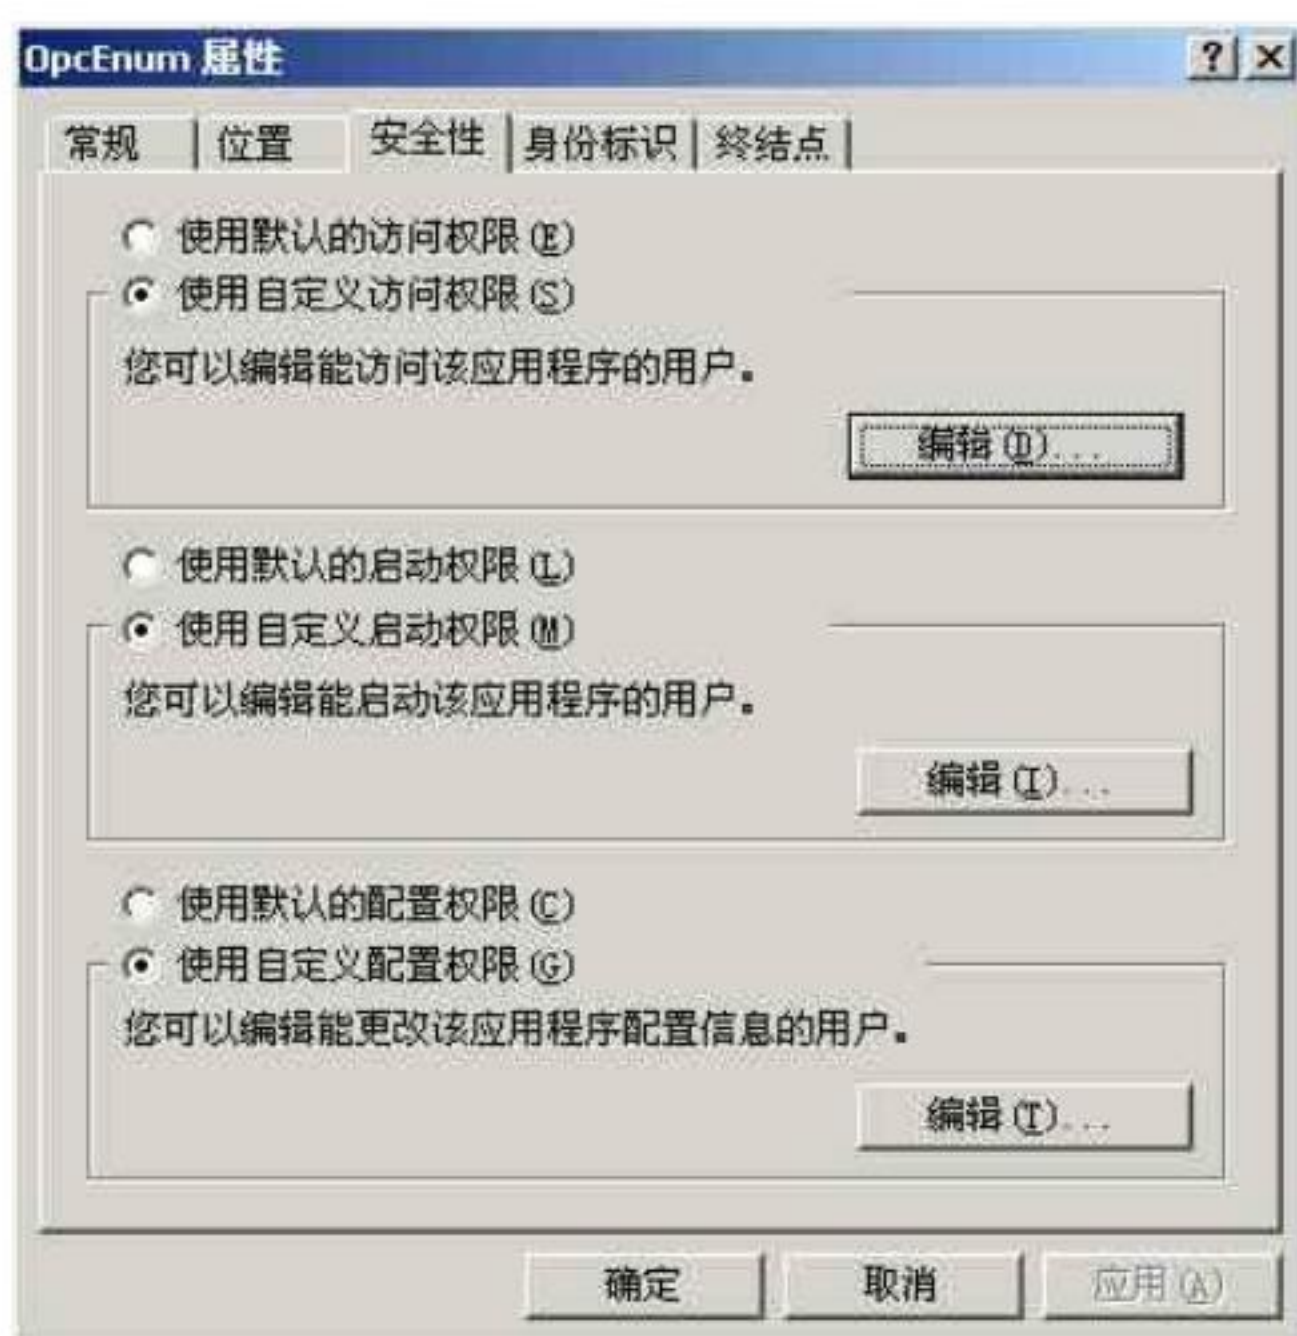 OpcEnum 属性
常规 位置 安全性 身份标识 终结点
使用默认的访问权限(E)
使用自定义访问权限(S)
您可以编辑能访问该应用程序的用户。
编辑(D)...
使用默认的启动权限(L)
使用自定义启动权限(M)
您可以编辑能启动该应用程序的用户。
编辑(I)...
使用默认的配置权限(C)
使用自定义配置权限(G)
您可以编辑能更改该应用程序配置信息的用户。
编辑(T)...
确定 取消 应用(A)